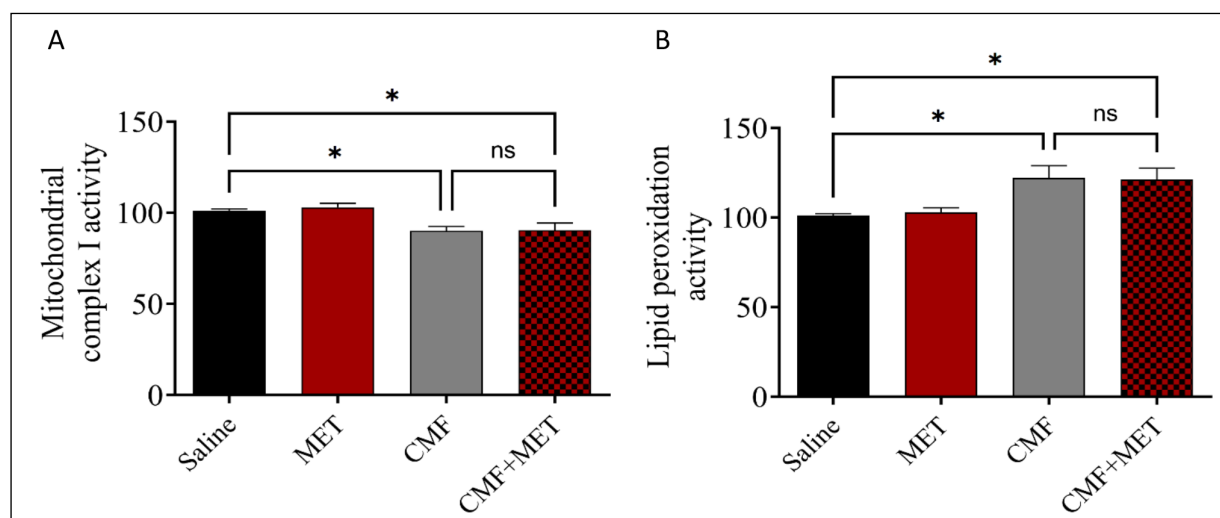 A
*
*
ns
Mitochondrial
complex I activity
150
100
50
0
Saline
MET
CMF
CMF+MET
B
*
*
ns
Lipid peroxidation
activity
150
100
50
0
Saline
MET
CMF
CMF+MET